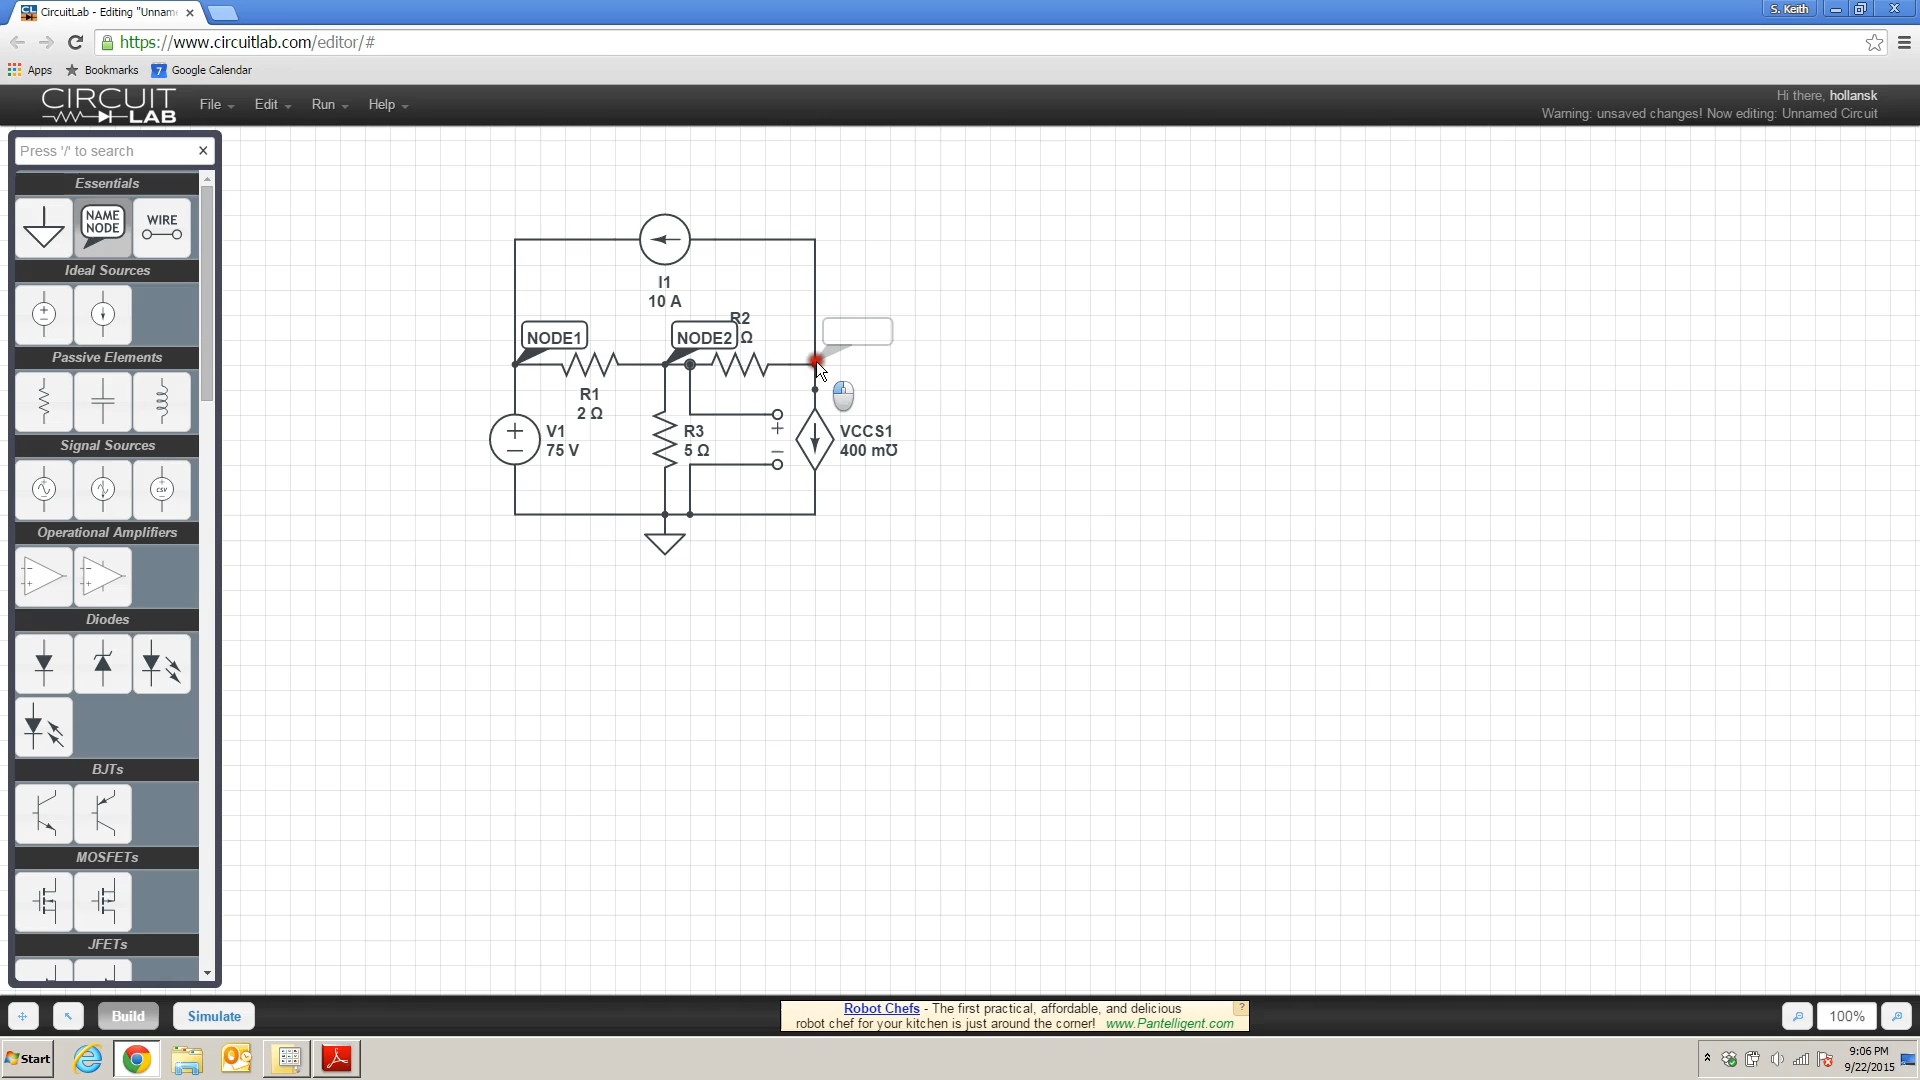 CircuitLab - Editing "Unnam
S. Keith
https://www.circuitlab.com/editor/#
Apps
Bookmarks
7
Google Calendar
CIRCUIT
LAB
File
Edit
Run
Help
Hi there, hollansk
Warning: unsaved changes! Now editing: Unnamed Circuit
Press '/' to search
Essentials
NAME
NODE
WIRE
Ideal Sources
Passive Elements
Signal Sources
CSV
Operational Amplifiers
Diodes
BJTs
MOSFETs
JFETs
I1
10 A
R2
Ω
NODE1
NODE2
R1
2 Ω
V1
75 V
R3
5 Ω
VCCS1
400 m℧
Build
Simulate
Robot Chefs - The first practical, affordable, and delicious
robot chef for your kitchen is just around the corner! www.Pantelligent.com
?
100%
Start
9:06 PM
9/22/2015